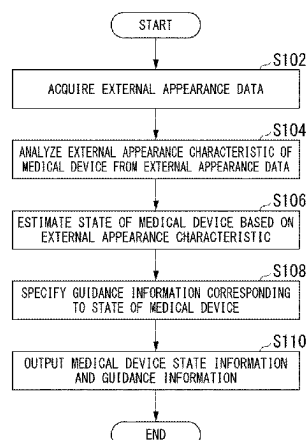 START
S102
ACQUIRE EXTERNAL APPEARANCE DATA
S104
ANALYZE EXTERNAL APPEARANCE CHARACTERISTIC OF
MEDICAL DEVICE FROM EXTERNAL APPEARANCE DATA
S106
ESTIMATE STATE OF MEDICAL DEVICE BASED ON
EXTERNAL APPEARANCE CHARACTERISTIC
S108
SPECIFY GUIDANCE INFORMATION CORRESPONDING
TO STATE OF MEDICAL DEVICE
S110
OUTPUT MEDICAL DEVICE STATE INFORMATION
AND GUIDANCE INFORMATION
END